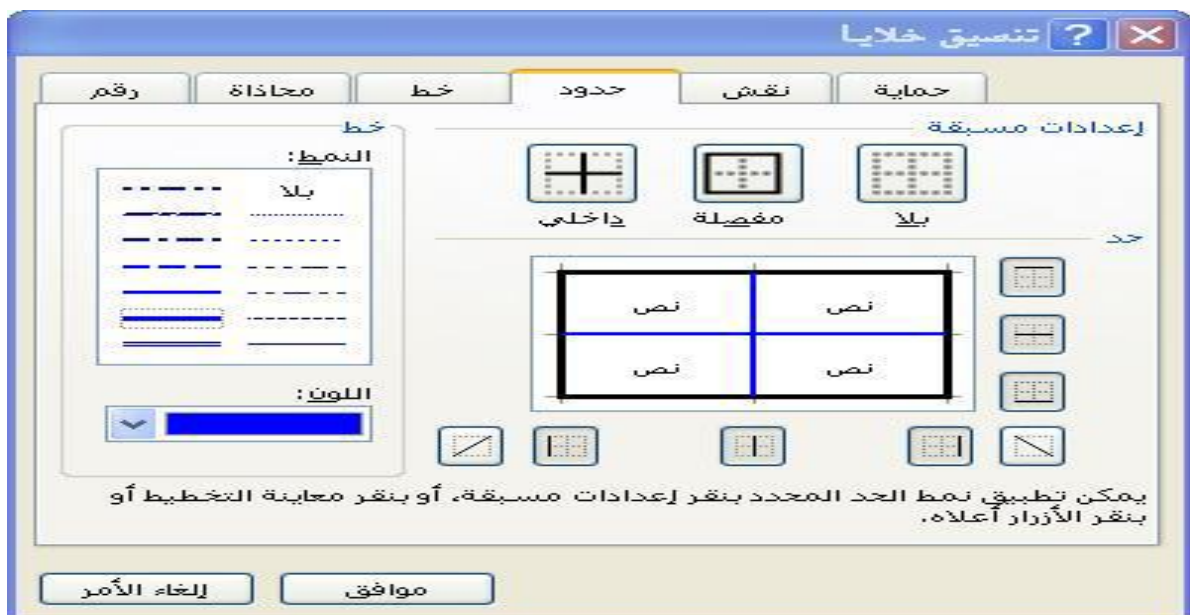 تنسيق خلايا
رقم
محاذاة
خط
حدود
نقش
حماية
إعدادات مسبقة
بلا
مفصلة
داخلي
حد
نص
نص
نص
نص
خط
النمط:
بلا
اللون:
يمكن تطبيق نمط الحد المحدد بنقر إعدادات مسبقة، أو بنقر معاينة التخطيط أو
بنقر الأزرار أعلاه.
موافق
إلغاء الأمر